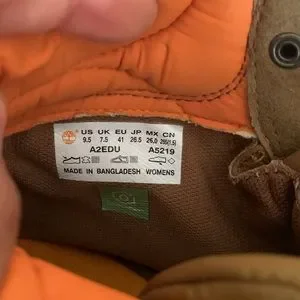 US UK EU JP MX CN
9.5 7.5 41 26.5 26.0 265(1.5)
A2EDU A5219
MADE IN BANGLADESH WOMENS